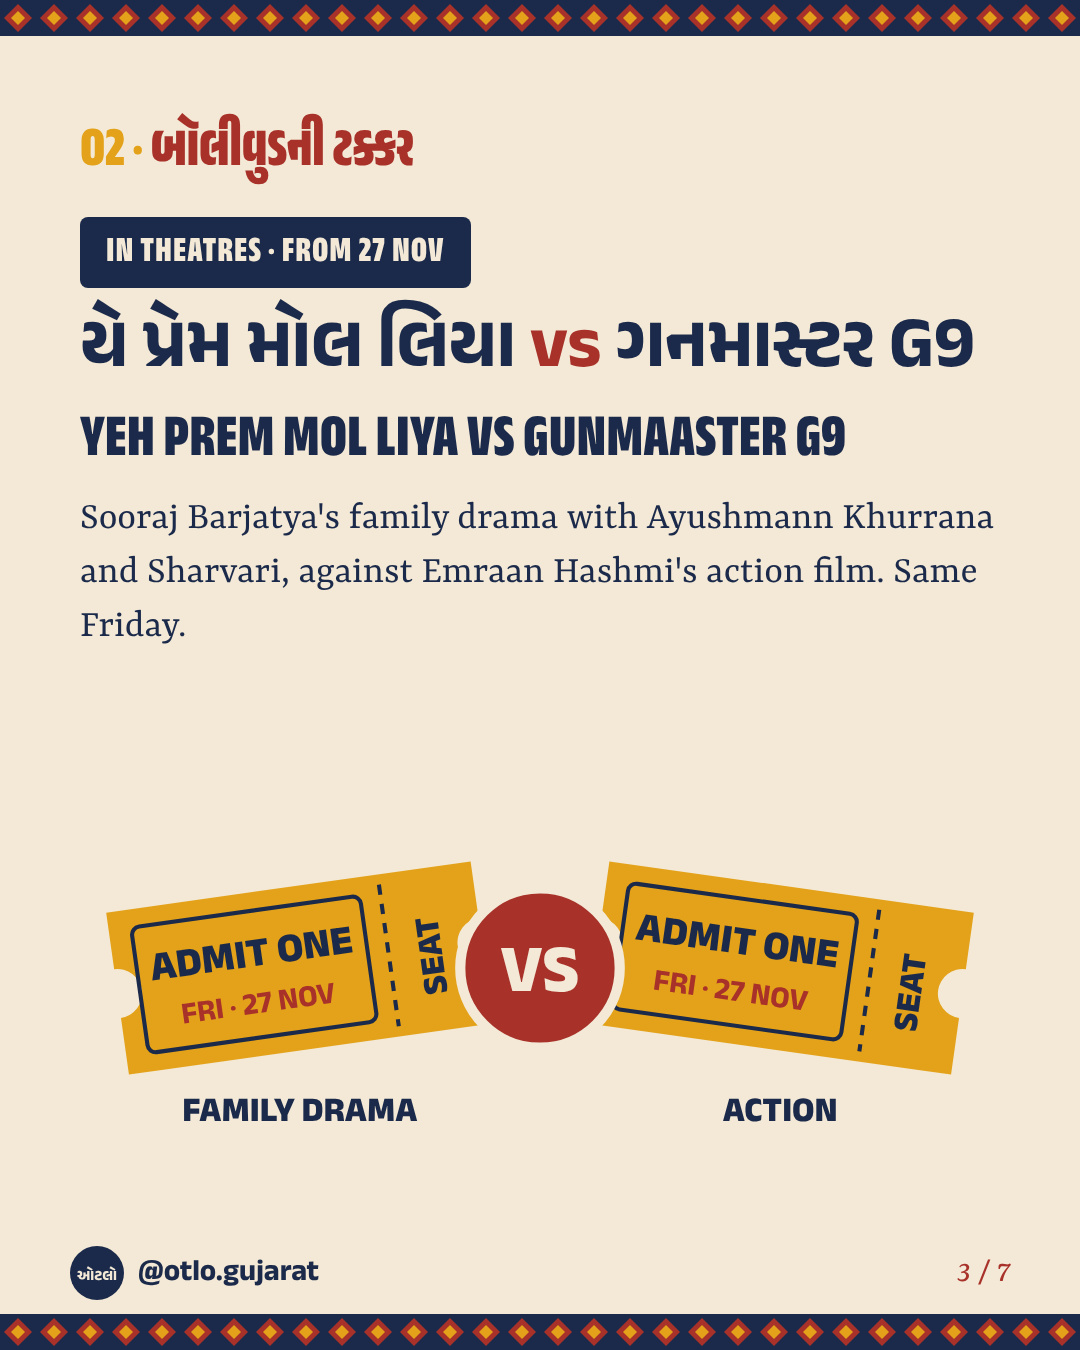 02 · બોલીવુડની ટક્કર
IN THEATRES · FROM 27 NOV
યે પ્રેમ મોલ લિયા vs ગનમાસ્ટર G9
YEH PREM MOL LIYA VS GUNMAASTER G9
Sooraj Barjatya's family drama with Ayushmann Khurrana
and Sharvari, against Emraan Hashmi's action film. Same
Friday.
ADMIT ONE
FRI · 27 NOV
SEAT
VS
ADMIT ONE
FRI · 27 NOV
SEAT
FAMILY DRAMA
ACTION
ઓટલો
@otlo.gujarat
3 / 7